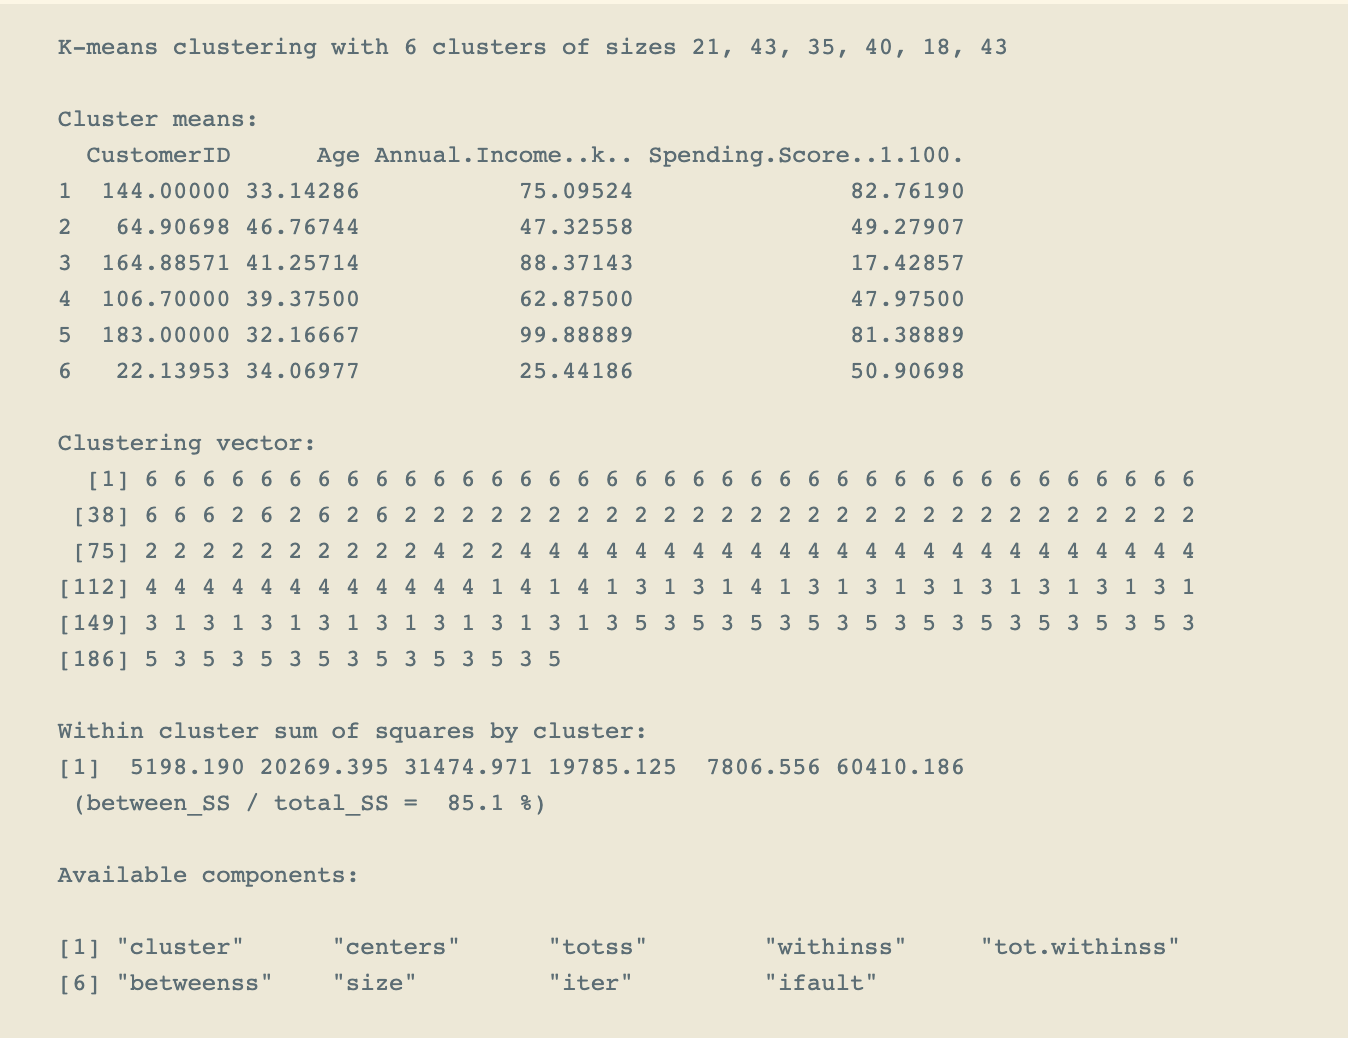 K-means clustering with 6 clusters of sizes 21, 43, 35, 40, 18, 43
Cluster means:
CustomerID Age Annual.Income..k.. Spending.Score..1.100.
1 144.00000 33.14286 75.09524 82.76190
2 64.90698 46.76744 47.32558 49.27907
3 164.88571 41.25714 88.37143 17.42857
4 106.70000 39.37500 62.87500 47.97500
5 183.00000 32.16667 99.88889 81.38889
6 22.13953 34.06977 25.44186 50.90698
Clustering vector:
[1] 6 6 6 6 6 6 6 6 6 6 6 6 6 6 6 6 6 6 6 6 6 6 6 6 6 6 6 6 6 6 6 6 6 6 6 6 6
[38] 6 6 6 2 6 2 6 2 6 2 2 2 2 2 2 2 2 2 2 2 2 2 2 2 2 2 2 2 2 2 2 2 2 2 2 2 2
[75] 2 2 2 2 2 2 2 2 2 2 4 2 2 4 4 4 4 4 4 4 4 4 4 4 4 4 4 4 4 4 4 4 4 4 4 4 4
[112] 4 4 4 4 4 4 4 4 4 4 4 4 1 4 1 4 1 3 1 3 1 4 1 3 1 3 1 3 1 3 1 3 1 3 1 3 1
[149] 3 1 3 1 3 1 3 1 3 1 3 1 3 1 3 1 3 5 3 5 3 5 3 5 3 5 3 5 3 5 3 5 3 5 3 5 3
[186] 5 3 5 3 5 3 5 3 5 3 5 3 5 3 5
Within cluster sum of squares by cluster:
[1] 5198.190 20269.395 31474.971 19785.125 7806.556 60410.186
(between_SS / total_SS = 85.1 %)
Available components:
[1] "cluster" "centers" "totss" "withinss" "tot.withinss"
[6] "betweenss" "size" "iter" "ifault"